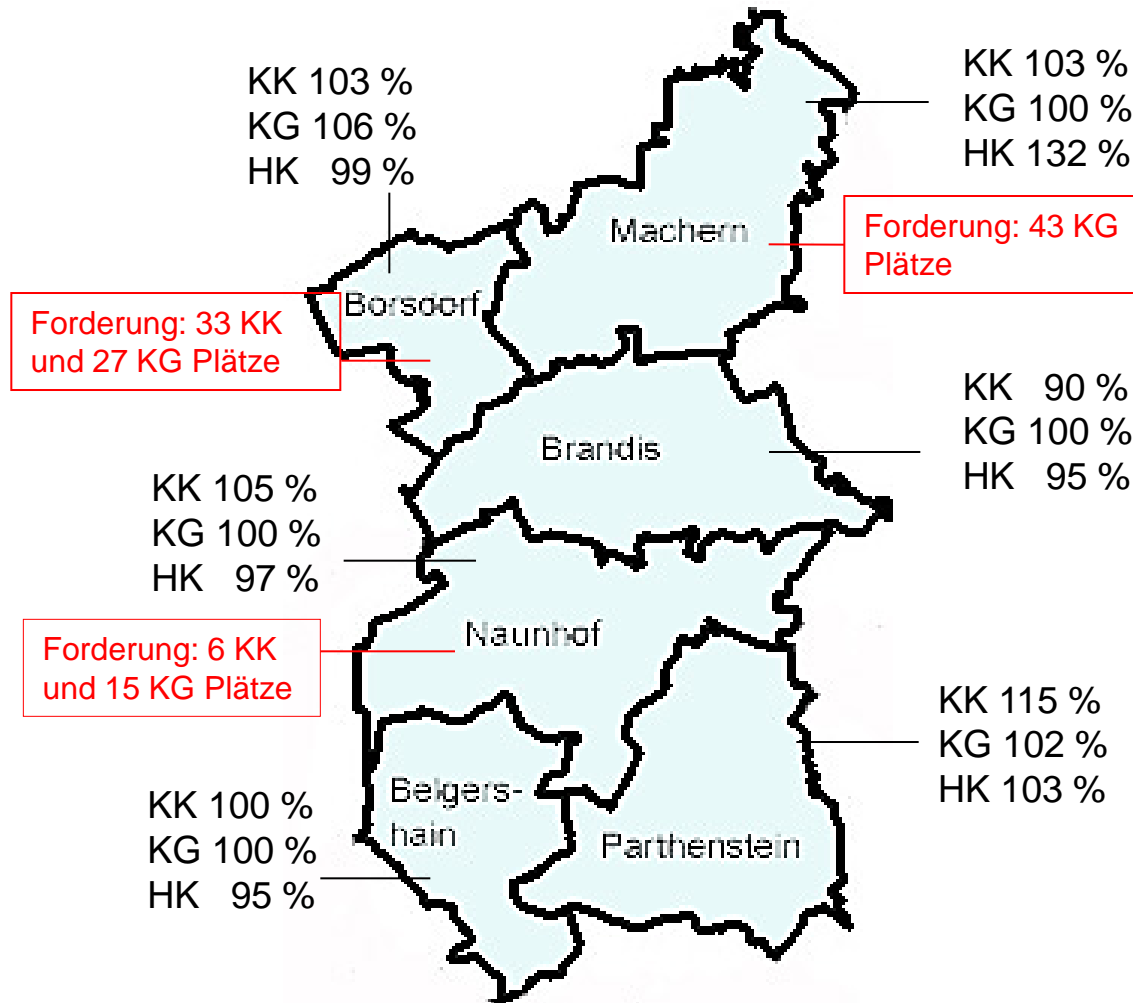 KK 103 %
KG 106 %
HK 99 %
KK 103 %
KG 100 %
HK 132 %
Machern
Forderung: 43 KG
Plätze
Borsdorf
Forderung: 33 KK
und 27 KG Plätze
KK 90 %
KG 100 %
HK 95 %
Brandis
KK 105 %
KG 100 %
HK 97 %
Naunhof
Forderung: 6 KK
und 15 KG Plätze
KK 115 %
KG 102 %
HK 103 %
Belgers-
hain
KK 100 %
KG 100 %
HK 95 %
Parthenstein